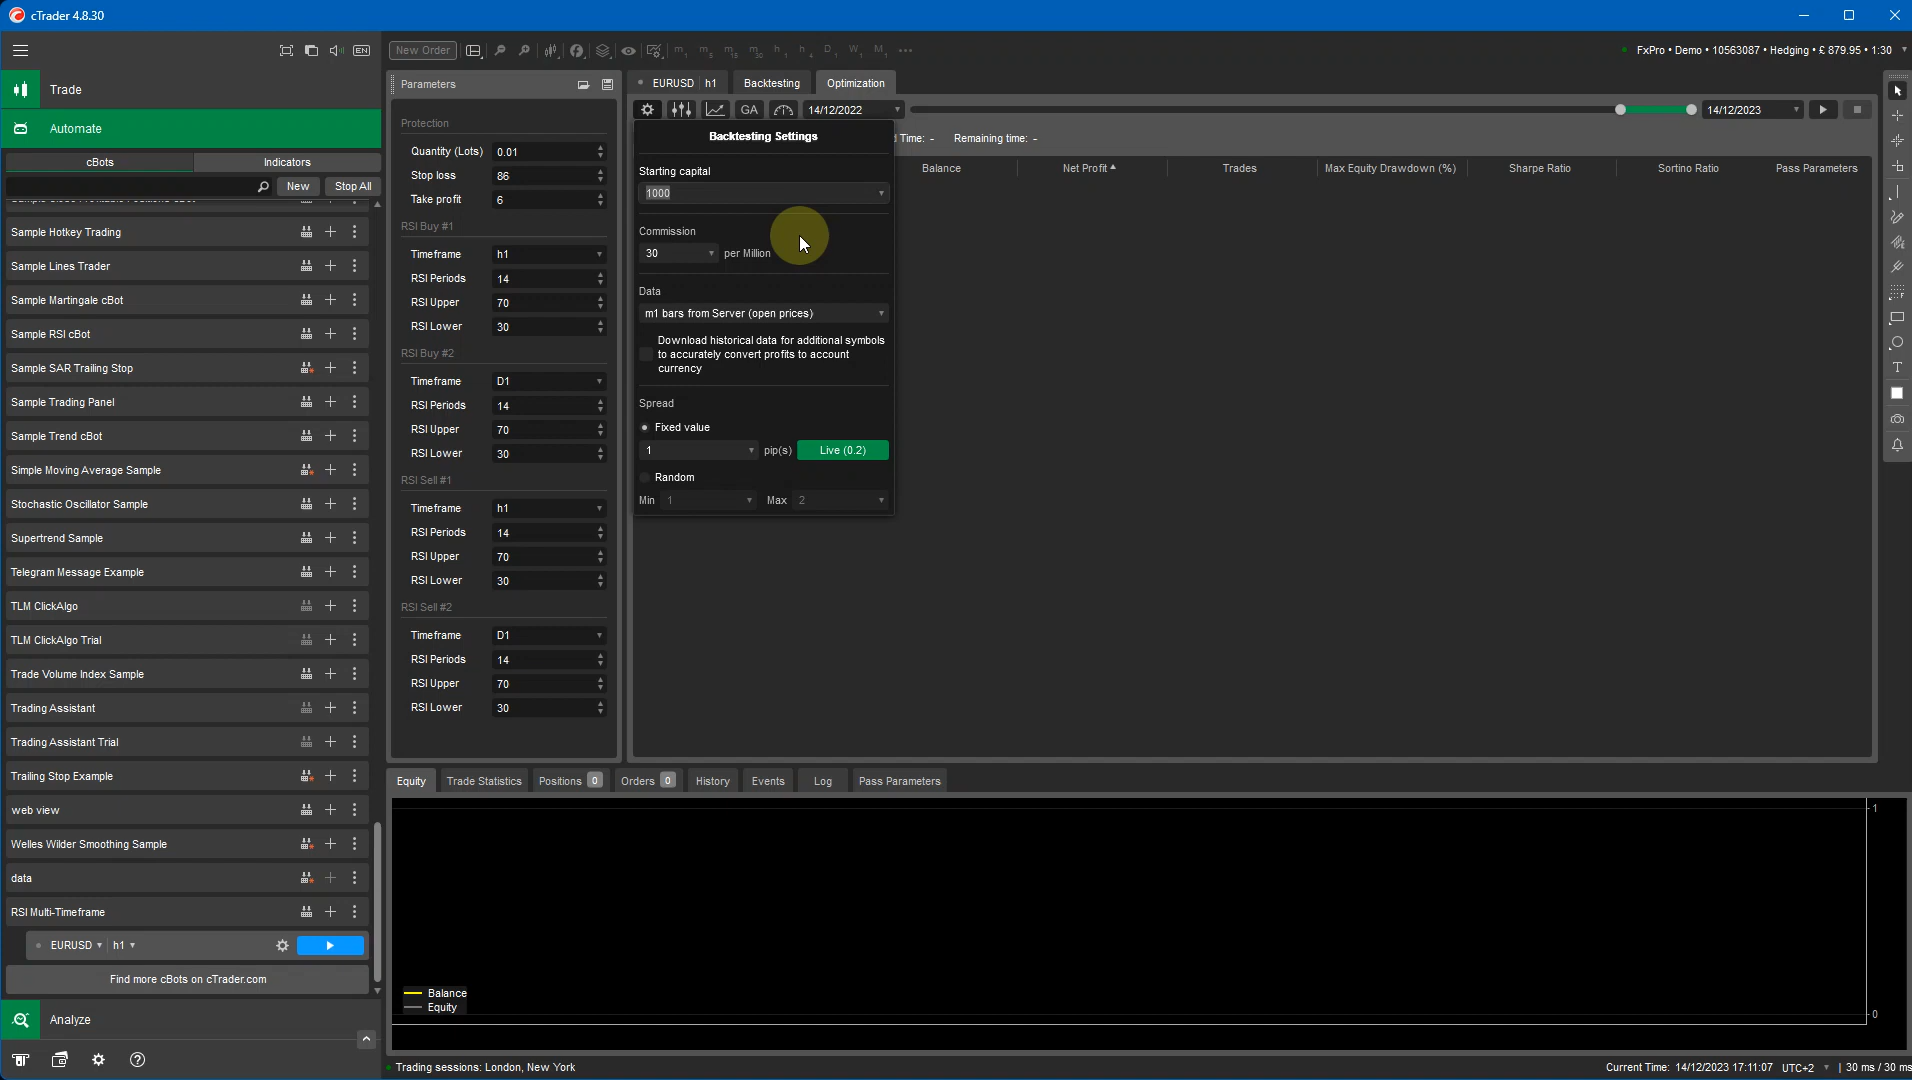 cTrader 4.8.30
EN
New Order
m1 m5 m15 m30 h1 h4 D1 W1 M1
FxPro • Demo • 10563087 • Hedging • £ 879.95 • 1:30
Trade
Automate
cBots
Indicators
New
Stop All
Sample Hotkey Trading
Sample Lines Trader
Sample Martingale cBot
Sample RSI cBot
Sample SAR Trailing Stop
Sample Trading Panel
Sample Trend cBot
Simple Moving Average Sample
Stochastic Oscillator Sample
Supertrend Sample
Telegram Message Example
TLM ClickAlgo
TLM ClickAlgo Trial
Trade Volume Index Sample
Trading Assistant
Trading Assistant Trial
Trailing Stop Example
web view
Welles Wilder Smoothing Sample
data
RSI Multi-Timeframe
EURUSD h1
Find more cBots on cTrader.com
Analyze
Parameters
Protection
Quantity (Lots) 0.01
Stop loss 86
Take profit 6
RSI Buy #1
Timeframe h1
RSI Periods 14
RSI Upper 70
RSI Lower 30
RSI Buy #2
Timeframe D1
RSI Periods 14
RSI Upper 70
RSI Lower 30
RSI Sell #1
Timeframe h1
RSI Periods 14
RSI Upper 70
RSI Lower 30
RSI Sell #2
Timeframe D1
RSI Periods 14
RSI Upper 70
RSI Lower 30
EURUSD h1
Backtesting
Optimization
GA
14/12/2022
14/12/2023
Time: -
Remaining time: -
Balance
Net Profit
Trades
Max Equity Drawdown (%)
Sharpe Ratio
Sortino Ratio
Pass Parameters
Backtesting Settings
Starting capital
1000
Commission
30 per Million
Data
m1 bars from Server (open prices)
Download historical data for additional symbols
to accurately convert profits to account
currency
Spread
Fixed value
1 pip(s) Live (0.2)
Random
Min 1 Max 2
T
Equity
Trade Statistics
Positions 0
Orders 0
History
Events
Log
Pass Parameters
1
0
Balance
Equity
Trading sessions: London, New York
Current Time: 14/12/2023 17:11:07 UTC+2
30 ms / 30 ms